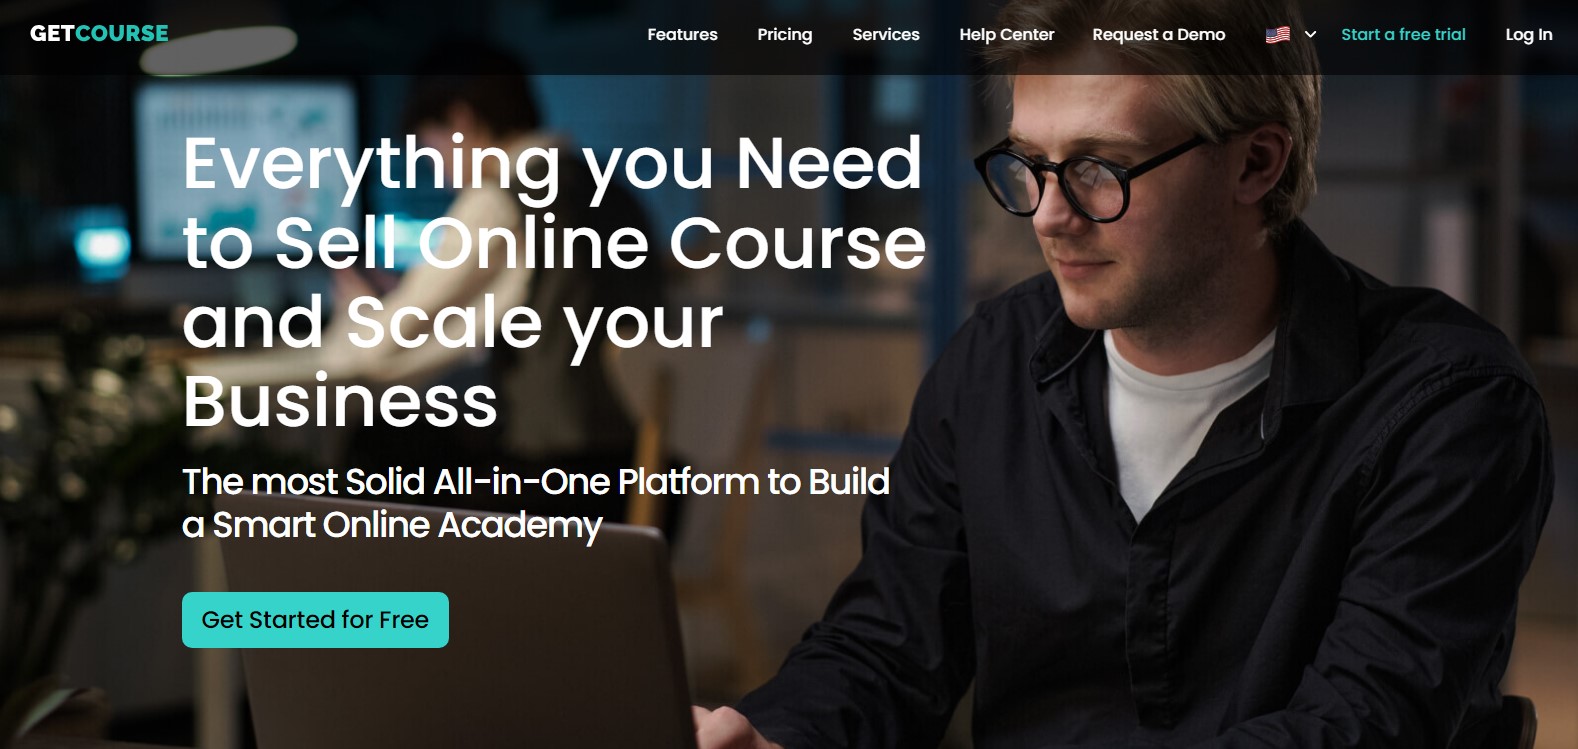 GETCOURSE
Features Pricing Services Help Center Request a Demo Start a free trial Log In
Everything you Need
to Sell Online Course
and Scale your
Business
The most Solid All-in-One Platform to Build
a Smart Online Academy
Get Started for Free